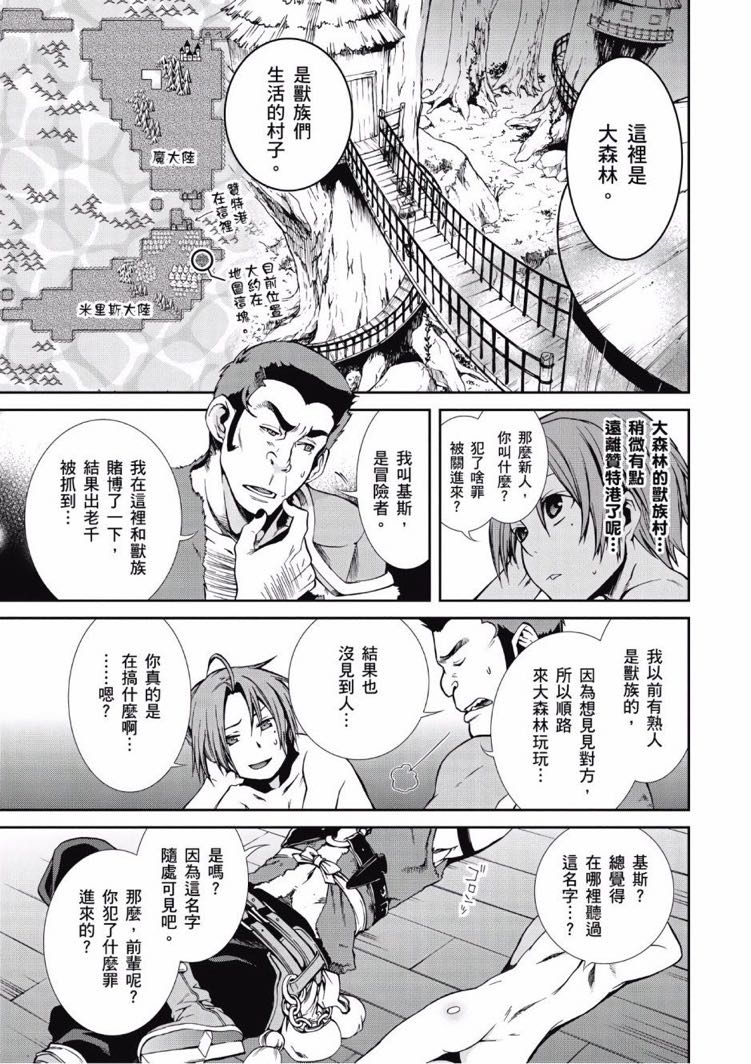 這裡是
大森林。
是獸族們
生活的村子。
魔大陸
贊特港
在這裡
目前位置
大約在
地圖這塊。
米里斯大陸
大森林的獸族村…
稍微有點
遠離贊特港了呢…
那麼新人，
你叫什麼？
犯了啥罪
被關進來？
我叫基斯，
是冒險者。
我在這裡和獸族
賭博了一下，
結果出老千
被抓到…
我以前有熟人
是獸族的，
因為想見見對方，
所以順路
來大森林玩玩…
結果也
沒見到人…
你真的是
在搞什麼啊…
……嗯？
基斯？
總覺得
在哪裡聽過
這名字…？
ゴロン
是嗎？
因為這名字
隨處可見吧。
那麼，前輩呢？
你犯了什麼罪
進來的？